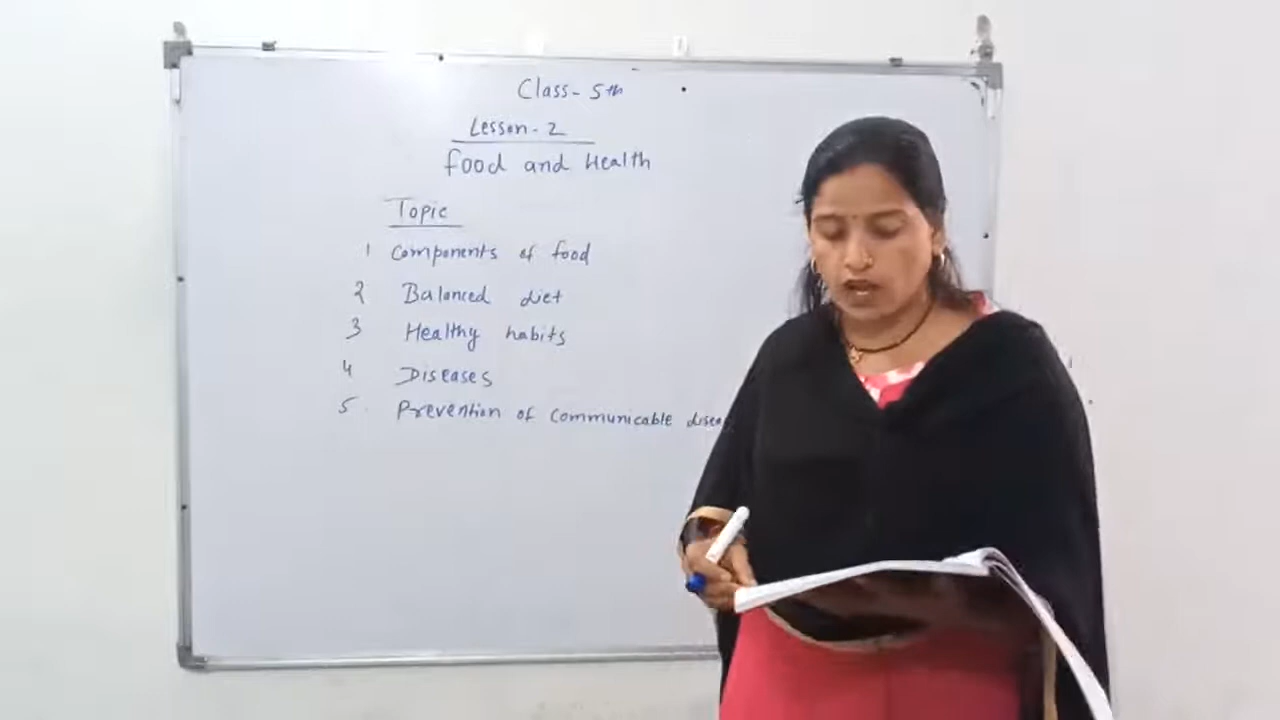 Class - 5th
Lesson - 2
Food and Health
Topic
1 Components of food
2 Balanced diet
3 Healthy habits
4 Diseases
5. Prevention of communicable